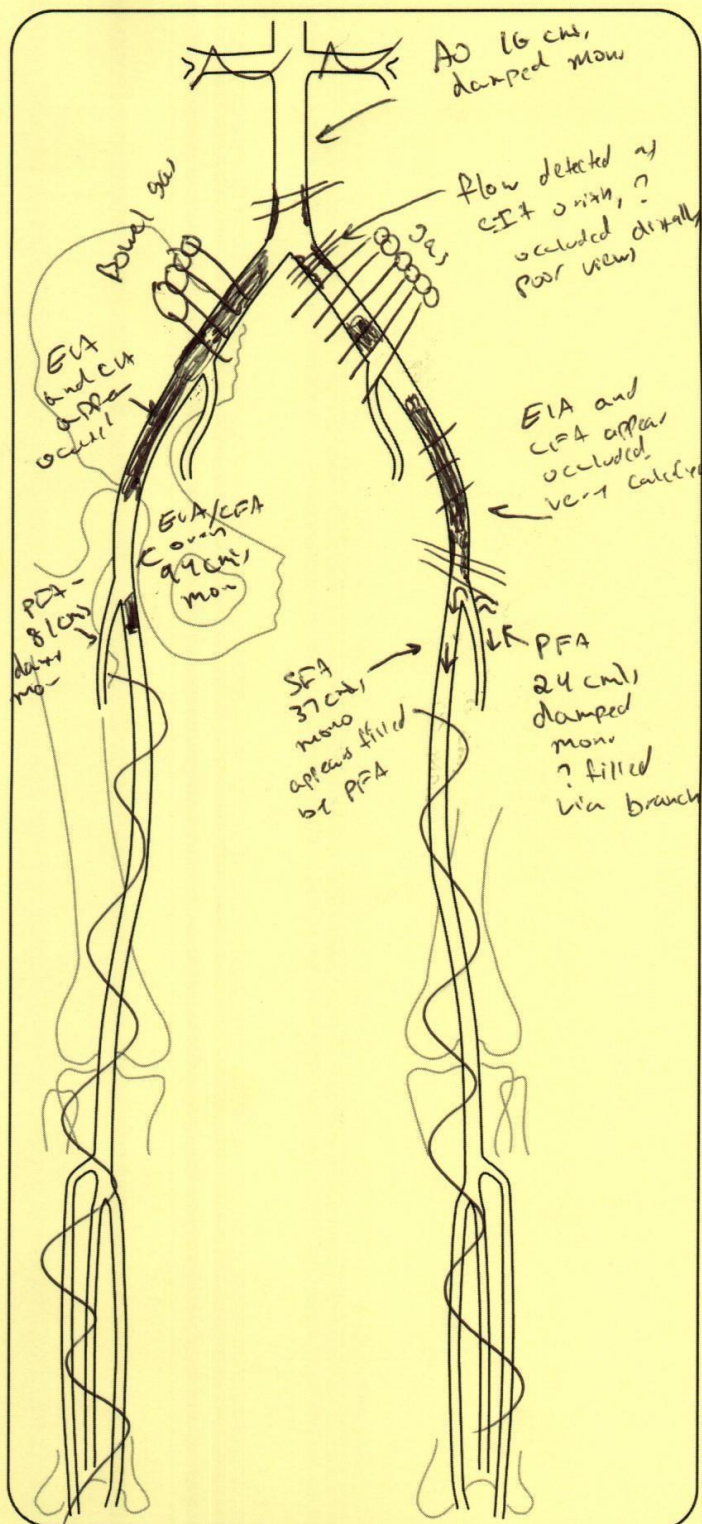 AO 16 cm/s,
damped mono
flow detected at
CIA origin, ?
occluded distally
poor views
Bowel gas
gas
EIA
and CIA
appear
occluded
EIA and
CFA appear
occluded.
very calcified
EIA/CFA
99 cm/s,
mono
PFA -
81 cm/s
mono
SFA
37 cm/s,
mono
appears filled
by PFA
PFA
24 cm/s,
damped
mono
? filled
via branch